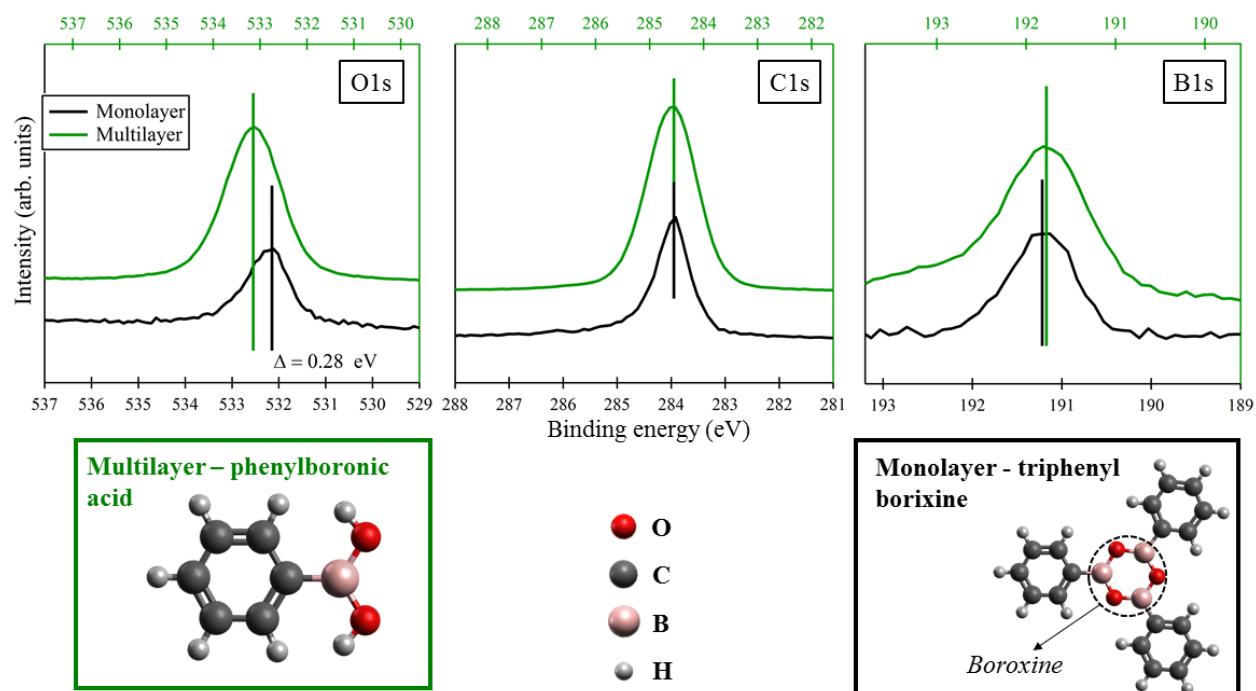 537 536 535 534 533 532 531 530
288 287 286 285 284 283 282
193 192 191 190
O1s
C1s
B1s
Monolayer
Multilayer
Intensity (arb. units)
Δ = 0.28 eV
537 536 535 534 533 532 531 530 529
288 287 286 285 284 283 282 281
193 192 191 190 189
Binding energy (eV)
Multilayer – phenylboronic
acid
O
C
B
H
Monolayer - triphenyl
borixine
Boroxine